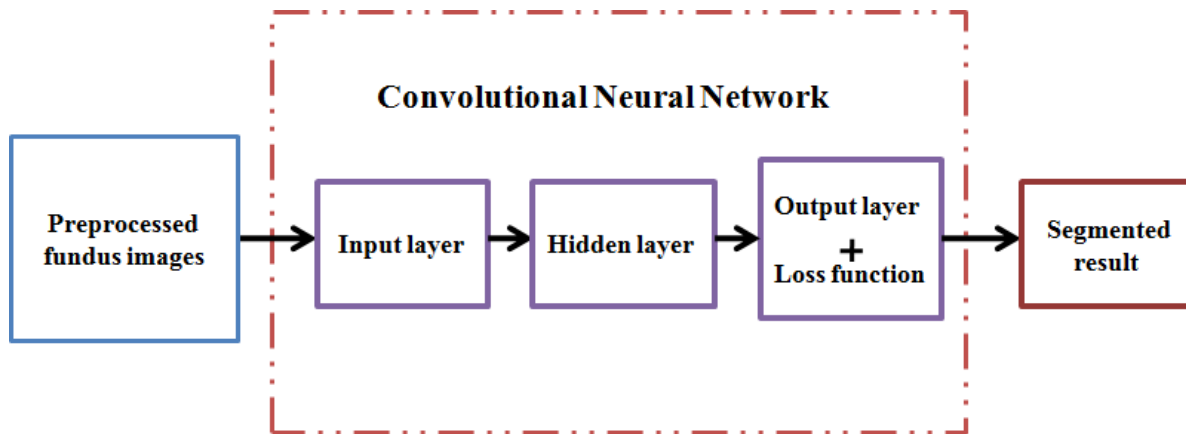 Convolutional Neural Network
Preprocessed
fundus images
Input layer
Hidden layer
Output layer
+
Loss function
Segmented
result